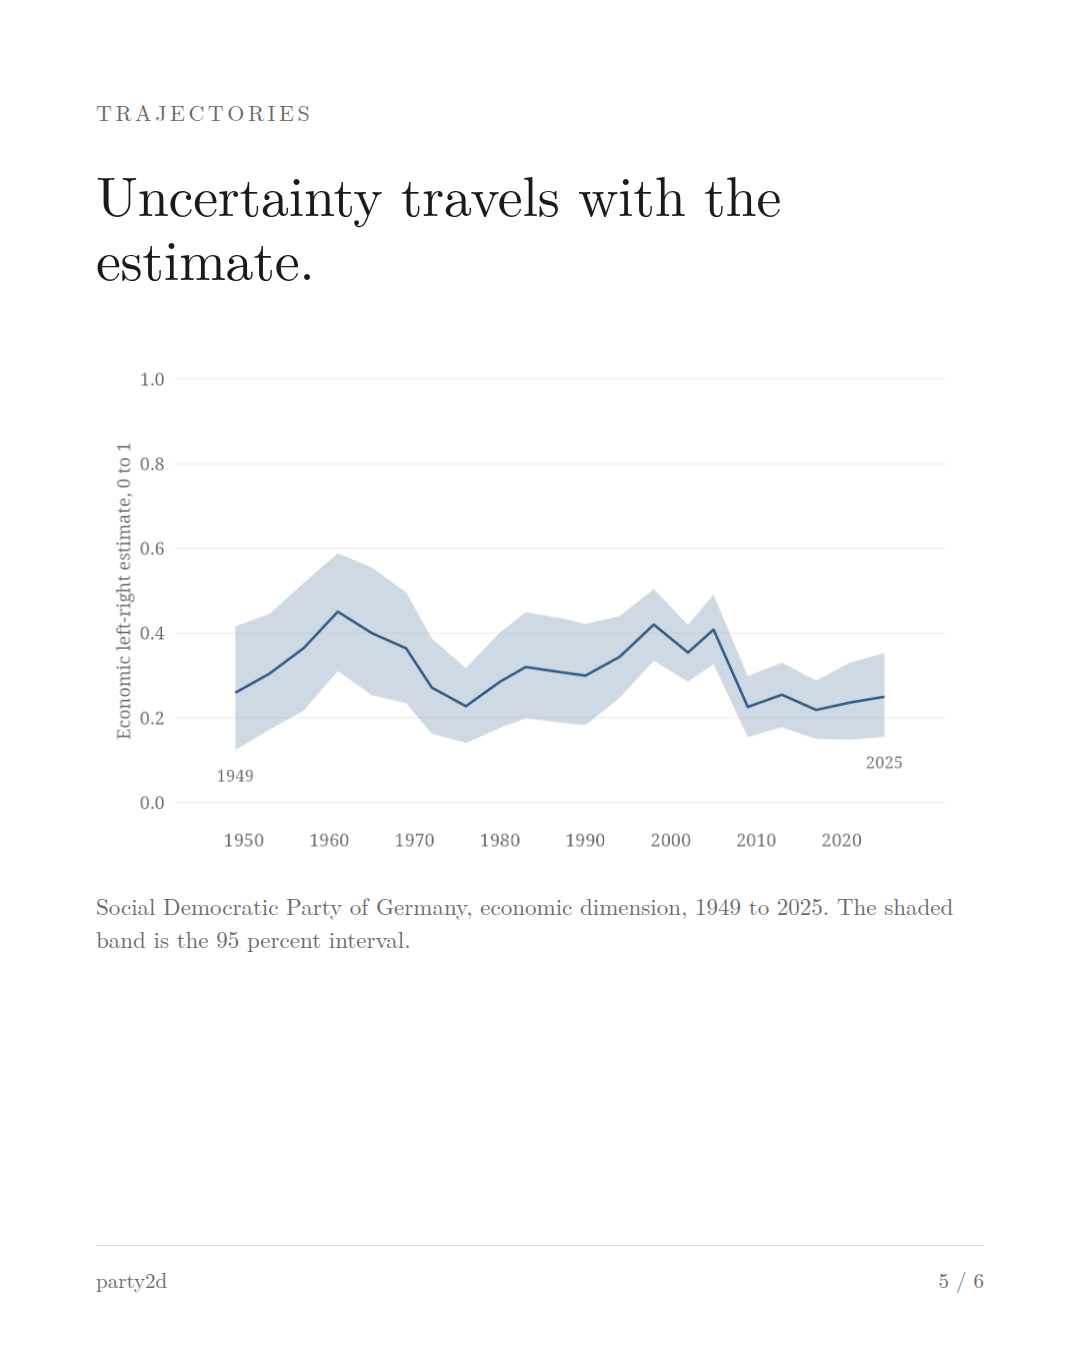 TRAJECTORIES
Uncertainty travels with the
estimate.
1.0
0.8
0.6
0.4
0.2
0.0
Economic left-right estimate, 0 to 1
1949
2025
1950 1960 1970 1980 1990 2000 2010 2020
Social Democratic Party of Germany, economic dimension, 1949 to 2025. The shaded
band is the 95 percent interval.
party2d
5 / 6